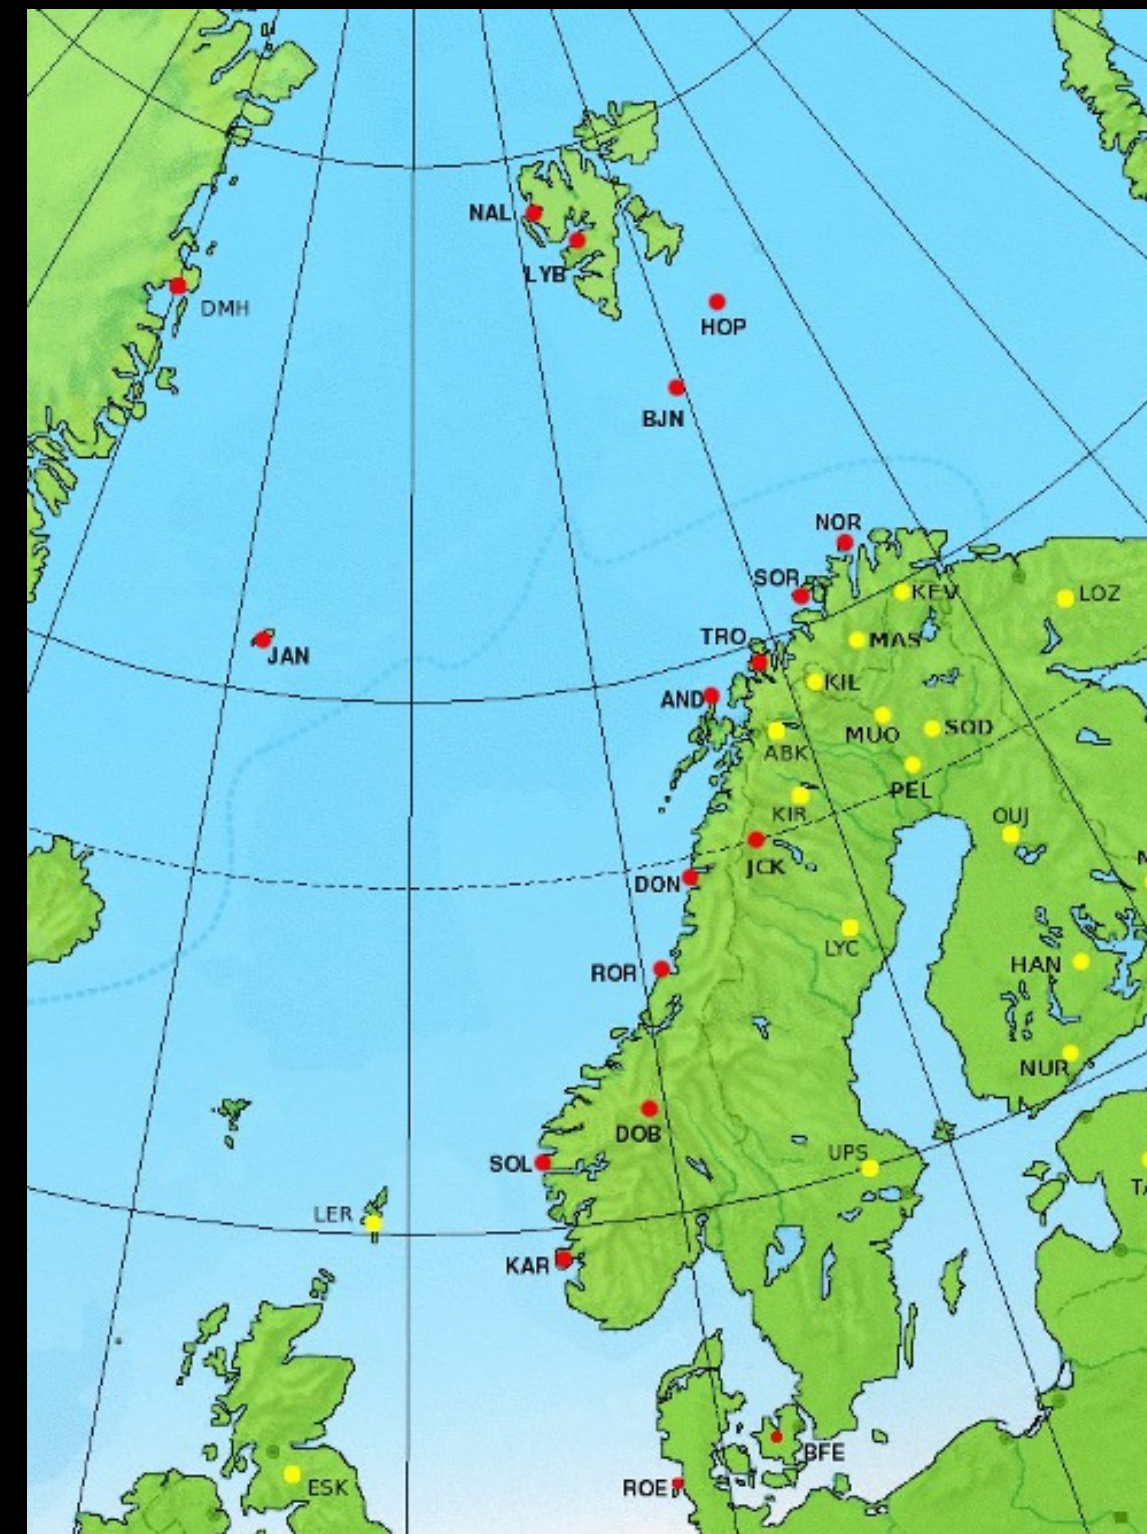 NAL
LYB
DMH
HOP
BJN
NOR
SOR
KEV
LOZ
TRO
MAS
JAN
KIL
AND
MUO
SOD
ABK
PEL
KIR
OUJ
JCK
DON
LYC
HAN
ROR
NUR
DOB
UPS
SOL
LER
KAR
BFE
ROE
ESK